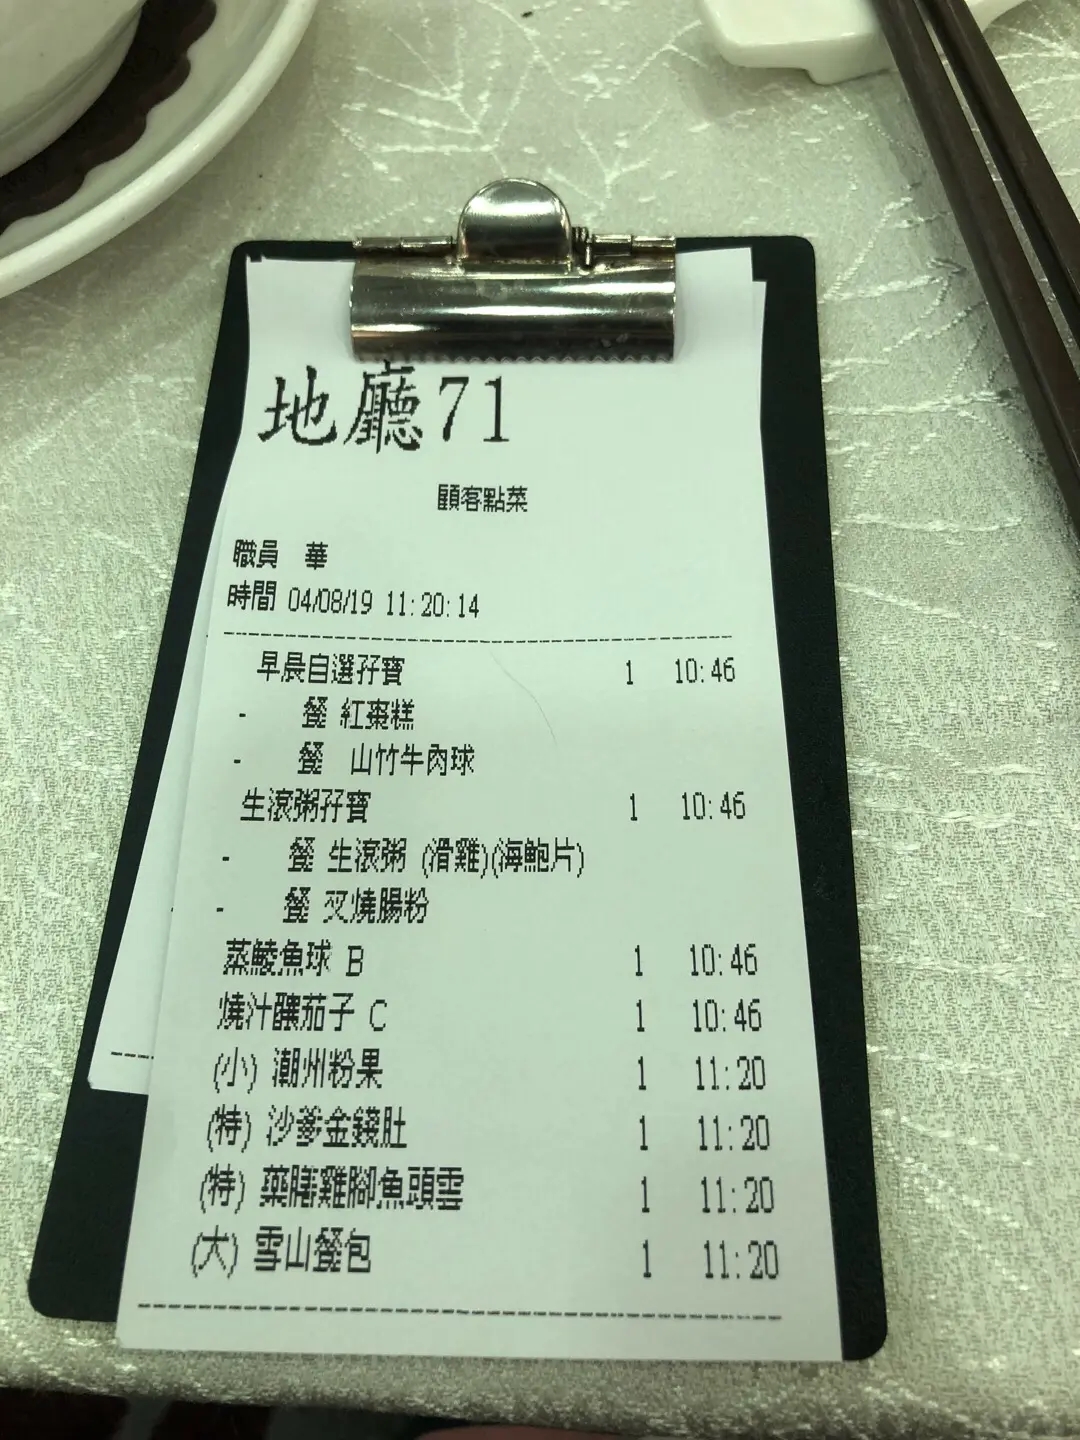 地廳71
顧客點菜
職員 華
時間 04/08/19 11:20:14
早晨自選孖寶 1 10:46
- 餐 紅棗糕
- 餐 山竹牛肉球
生滾粥孖寶 1 10:46
- 餐 生滾粥 (滑雞)(海鮑片)
- 餐 叉燒腸粉
蒸鯪魚球 B 1 10:46
燒汁釀茄子 C 1 10:46
(小) 潮州粉果 1 11:20
(特) 沙爹金錢肚 1 11:20
(特) 藥膳雞腳魚頭雲 1 11:20
(大) 雪山餐包 1 11:20